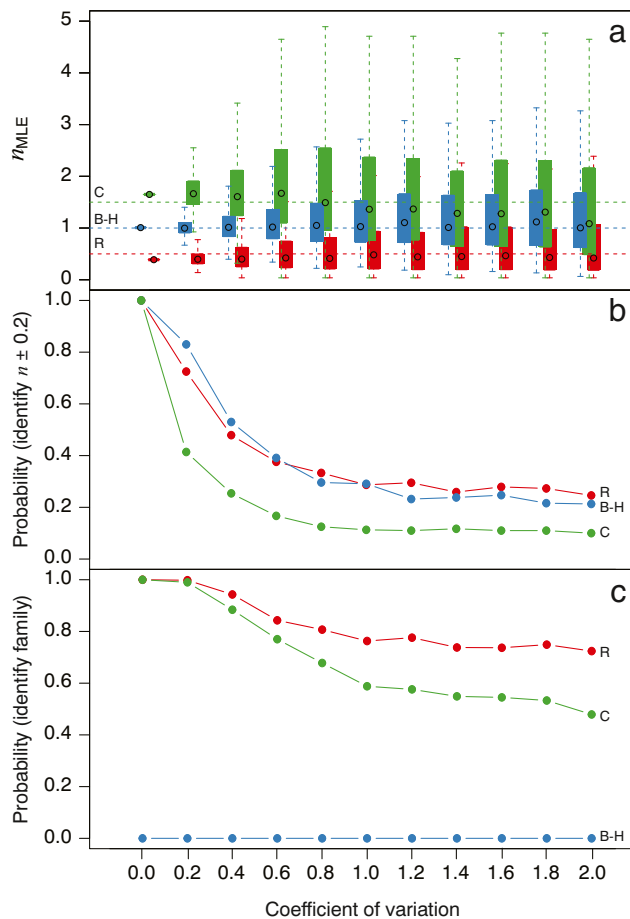 a
5
4
3
2
1
0
n MLE
C
B-H
R
b
1.0
0.8
0.6
0.4
0.2
0.0
Probability (identify n ± 0.2)
R
B-H
C
c
1.0
0.8
0.6
0.4
0.2
0.0
Probability (identify family)
R
C
B-H
0.0 0.2 0.4 0.6 0.8 1.0 1.2 1.4 1.6 1.8 2.0
Coefficient of variation